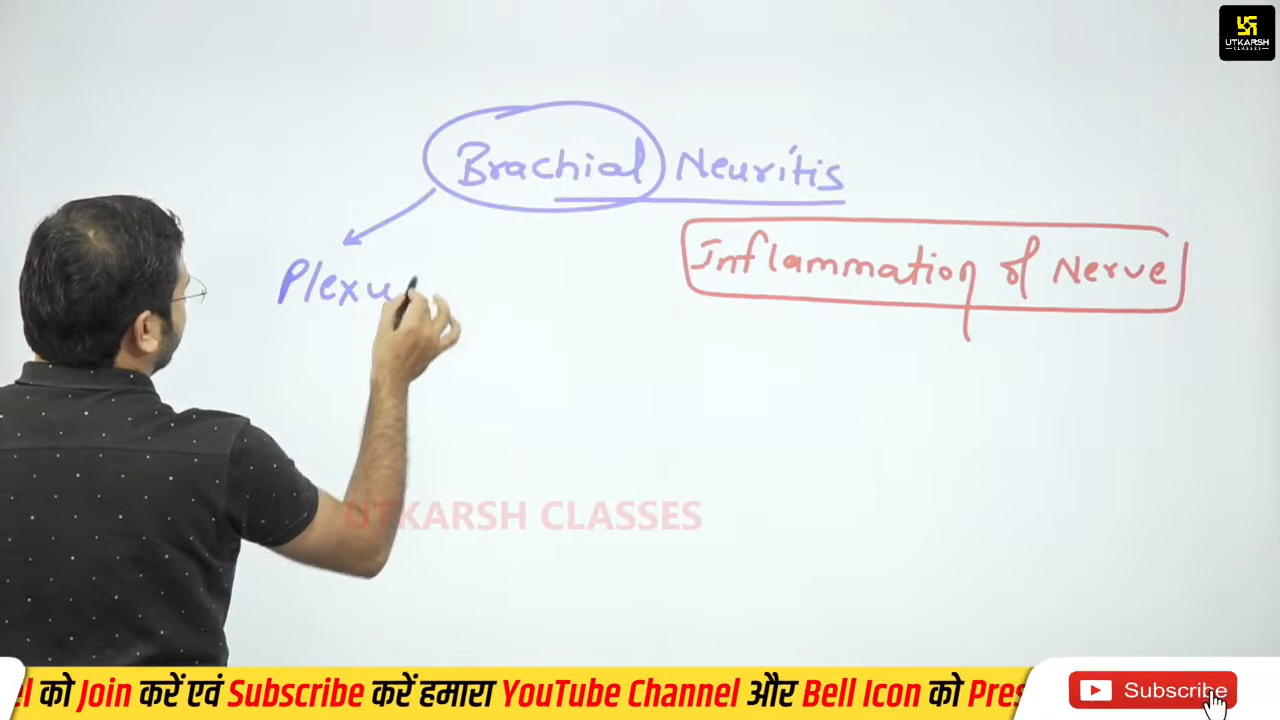 UTKARSH
CLASSES
Brachial Neuritis
Inflammation of Nerve
Plexu
UTKARSH CLASSES
को Join करें एवं Subscribe करें हमारा YouTube Channel और Bell Icon को Pres
Subscribe